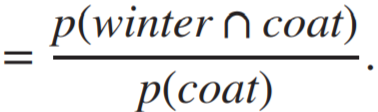 = p(winter ∩ coat) / p(coat) .